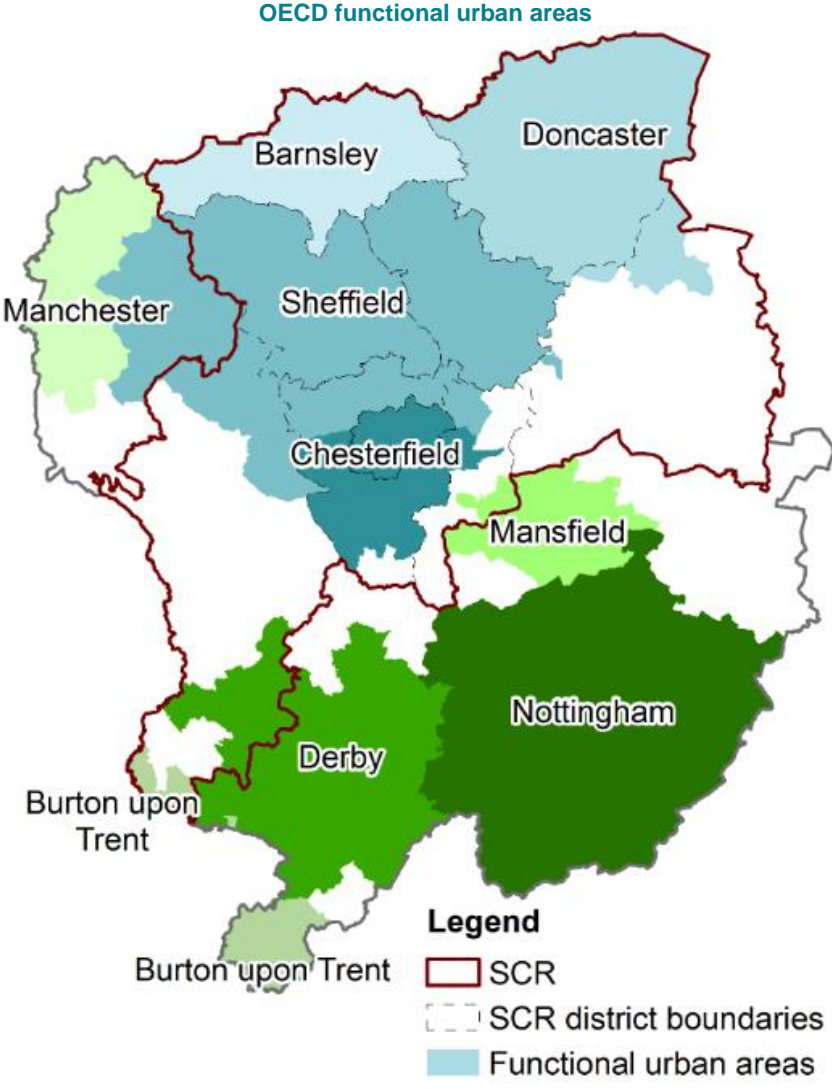 OECD functional urban areas
Doncaster
Barnsley
Sheffield
Manchester
Chesterfield
Mansfield
Nottingham
Derby
Burton upon
Trent
Legend
Burton upon Trent
SCR
SCR district boundaries
Functional urban areas